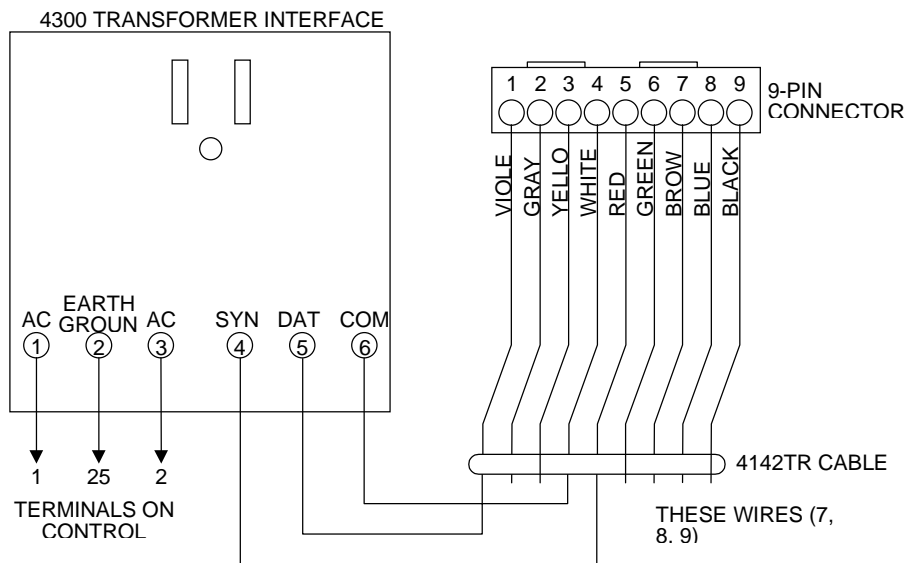 4300 TRANSFORMER INTERFACE
1 2 3 4 5 6 7 8 9
9-PIN
CONNECTOR
VIOLE
GRAY
YELLO
WHITE
RED
GREEN
BROW
BLUE
BLACK
EARTH
GROUN
AC AC SYN DAT COM
1 2 3 4 5 6
1 25 2
TERMINALS ON
CONTROL
4142TR CABLE
THESE WIRES (7,
8. 9)